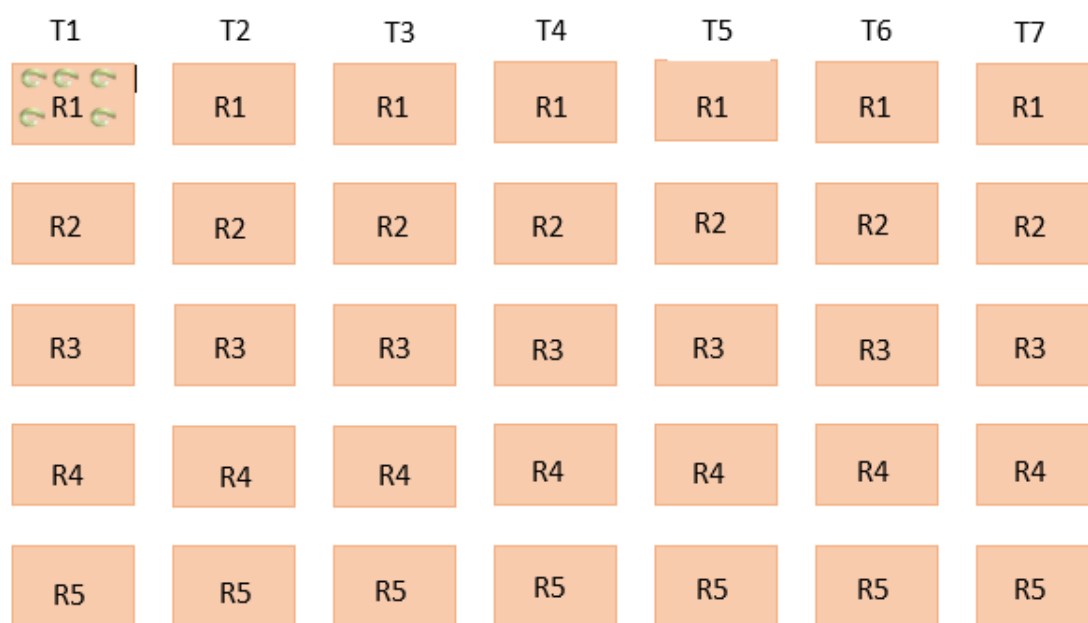 T1 T2 T3 T4 T5 T6 T7
R1 R1 R1 R1 R1 R1 R1
R2 R2 R2 R2 R2 R2 R2
R3 R3 R3 R3 R3 R3 R3
R4 R4 R4 R4 R4 R4 R4
R5 R5 R5 R5 R5 R5 R5